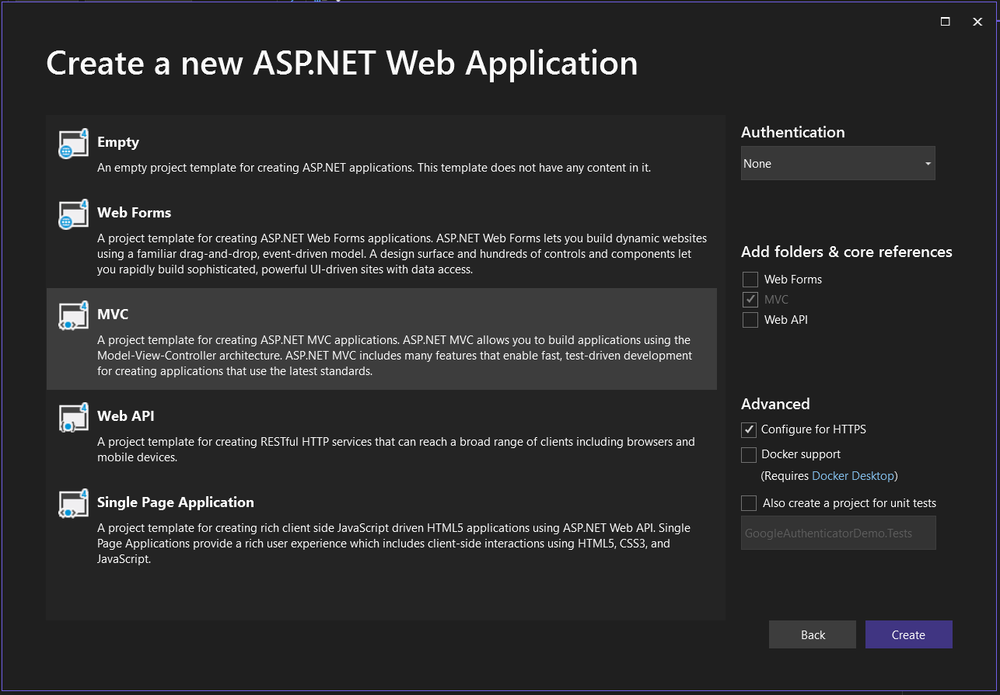 Create a new ASP.NET Web Application
Empty
An empty project template for creating ASP.NET applications. This template does not have any content in it.
Web Forms
A project template for creating ASP.NET Web Forms applications. ASP.NET Web Forms lets you build dynamic websites
using a familiar drag-and-drop, event-driven model. A design surface and hundreds of controls and components let
you rapidly build sophisticated, powerful UI-driven sites with data access.
MVC
A project template for creating ASP.NET MVC applications. ASP.NET MVC allows you to build applications using the
Model-View-Controller architecture. ASP.NET MVC includes many features that enable fast, test-driven development
for creating applications that use the latest standards.
Web API
A project template for creating RESTful HTTP services that can reach a broad range of clients including browsers and
mobile devices.
Single Page Application
A project template for creating rich client side JavaScript driven HTML5 applications using ASP.NET Web API. Single
Page Applications provide a rich user experience which includes client-side interactions using HTML5, CSS3, and
JavaScript.
Authentication
None
Add folders & core references
Web Forms
MVC
Web API
Advanced
Configure for HTTPS
Docker support
(Requires Docker Desktop)
Also create a project for unit tests
GoogleAuthenticatorDemo.Tests
Back
Create